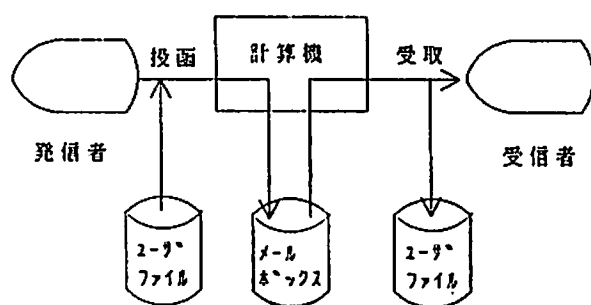 投函
計算機
受取
発信者
受信者
ユーザ
ファイル
メール
ボックス
ユーザ
ファイル